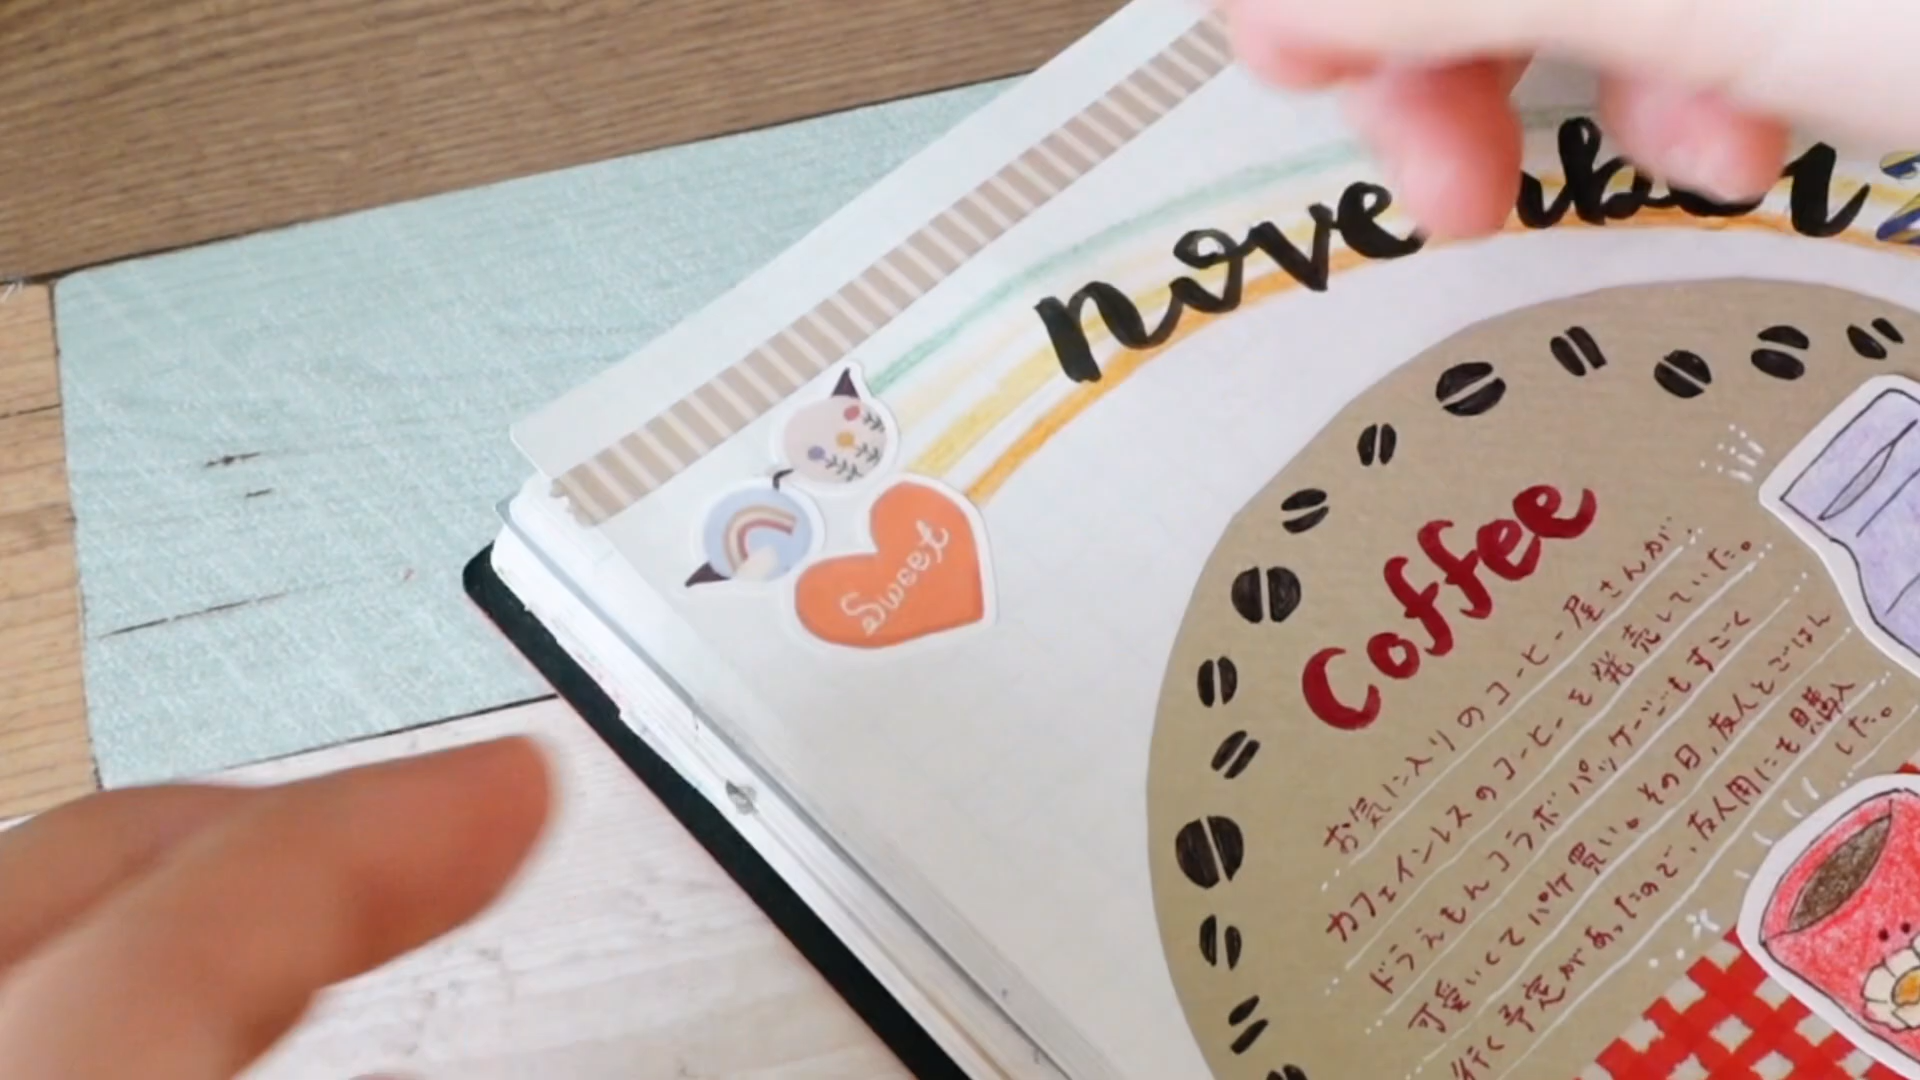 november
Sweet
Coffee
お気に入りのコーヒー屋さんが、
カフェインレスのコーヒーを発売していた。
ドラえもんコラボパッケージもすごく
可愛いくてパケ買い。その日、友人とごはん
行く予定があったので、友人用にも購入
した。